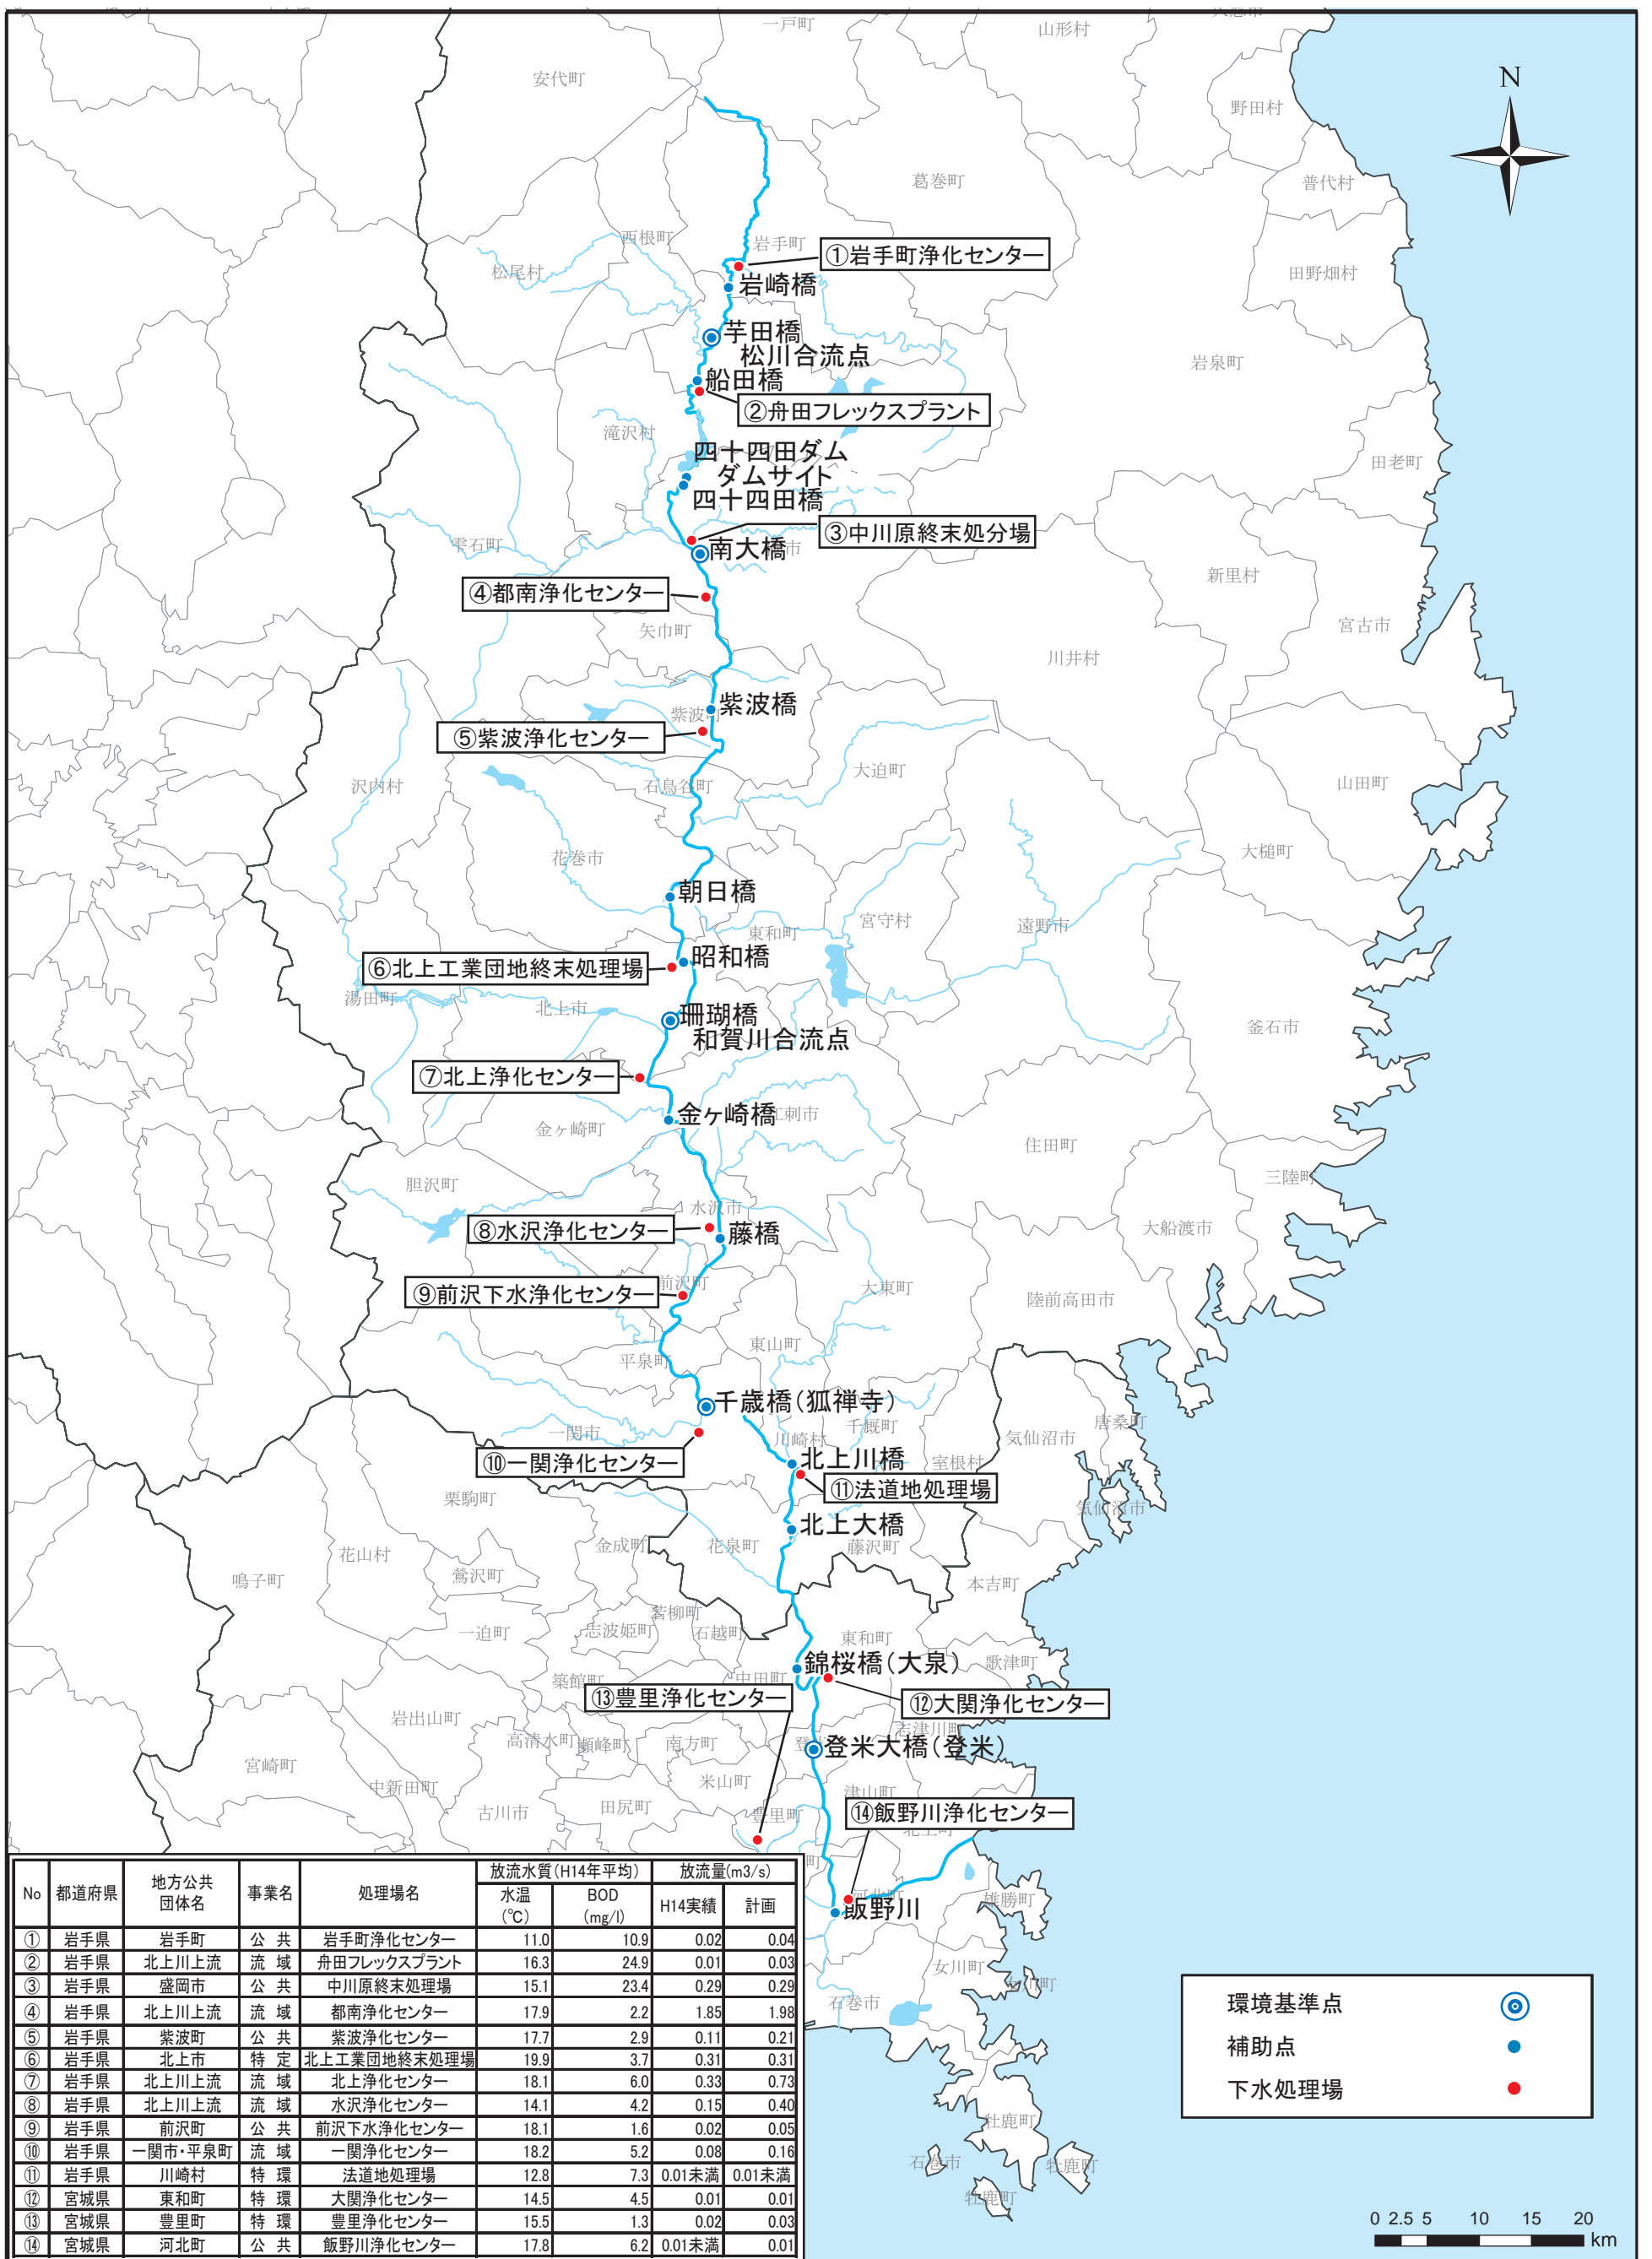 一戸町
山形村
安代町
N
野田村
葛巻町
普代村
西根町
岩手町
①岩手町浄化センター
松尾村
岩崎橋
田野畑村
芋田橋
松川合流点
岩泉町
船田橋
②舟田フレックスプラント
滝沢村
四十四田ダム
ダムサイト
田老町
四十四田橋
③中川原終末処分場
雫石町
南大橋
市
新里村
④都南浄化センター
矢巾町
宮古市
川井村
紫波橋
紫波町
⑤紫波浄化センター
大迫町
沢内村
石鳥谷町
山田町
花巻市
大槌町
朝日橋
宮守村
遠野市
東和町
昭和橋
⑥北上工業団地終末処理場
湯田町
北上市
珊瑚橋
和賀川合流点
釜石市
⑦北上浄化センター
金ヶ崎橋
江刺市
金ヶ崎町
住田町
胆沢町
三陸町
水沢市
大船渡市
⑧水沢浄化センター
藤橋
前沢町
大東町
⑨前沢下水浄化センター
陸前高田市
東山町
平泉町
千歳橋(狐禅寺)
唐桑町
一関市
川崎村
千厩町
気仙沼市
⑩一関浄化センター
北上川橋
室根村
⑪法道地処理場
栗駒町
気仙沼市
北上大橋
花山村
金成町
花泉町
藤沢町
鳴子町
鶯沢町
本吉町
若柳町
一迫町
志波姫町
石越町
東和町
錦桜橋(大泉)
歌津町
築館町
中田町
⑬豊里浄化センター
⑫大関浄化センター
岩出山町
高清水町
瀬峰町
南方町
志津川町
登米大橋(登米)
宮崎町
中新田町
米山町
津山町
古川市
田尻町
豊里町
⑭飯野川浄化センター
北上町
河北町
飯野川
雄勝町
女川町
女川町
石巻市
牡鹿町
石巻市
牡鹿町
牡鹿町
No 都道府県 地方公共団体名 事業名 処理場名 放流水質(H14年平均) 放流量(m3/s)
水温(℃) BOD(mg/l) H14実績 計画
① 岩手県 岩手町 公共 岩手町浄化センター 11.0 10.9 0.02 0.04
② 岩手県 北上川上流 流域 舟田フレックスプラント 16.3 24.9 0.01 0.03
③ 岩手県 盛岡市 公共 中川原終末処理場 15.1 23.4 0.29 0.29
④ 岩手県 北上川上流 流域 都南浄化センター 17.9 2.2 1.85 1.98
⑤ 岩手県 紫波町 公共 紫波浄化センター 17.7 2.9 0.11 0.21
⑥ 岩手県 北上市 特定 北上工業団地終末処理場 19.9 3.7 0.31 0.31
⑦ 岩手県 北上川上流 流域 北上浄化センター 18.1 6.0 0.33 0.73
⑧ 岩手県 北上川上流 流域 水沢浄化センター 14.1 4.2 0.15 0.40
⑨ 岩手県 前沢町 公共 前沢下水浄化センター 18.1 1.6 0.02 0.05
⑩ 岩手県 一関市・平泉町 流域 一関浄化センター 18.2 5.2 0.08 0.16
⑪ 岩手県 川崎村 特環 法道地処理場 12.8 7.3 0.01未満 0.01未満
⑫ 宮城県 東和町 特環 大関浄化センター 14.5 4.5 0.01 0.01
⑬ 宮城県 豊里町 特環 豊里浄化センター 15.5 1.3 0.02 0.03
⑭ 宮城県 河北町 公共 飯野川浄化センター 17.8 6.2 0.01未満 0.01
環境基準点
補助点
下水処理場
0 2.5 5 10 15 20
km